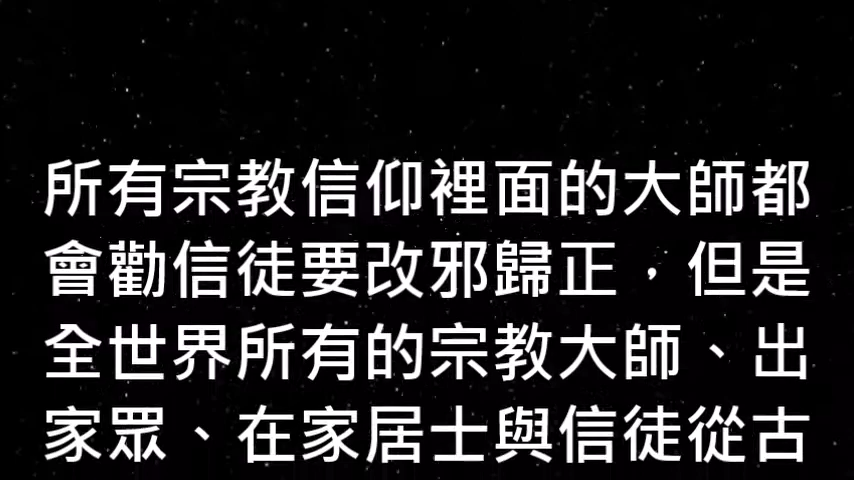 所有宗教信仰裡面的大師都
會勸信徒要改邪歸正，但是
全世界所有的宗教大師、出
家眾、在家居士與信徒從古